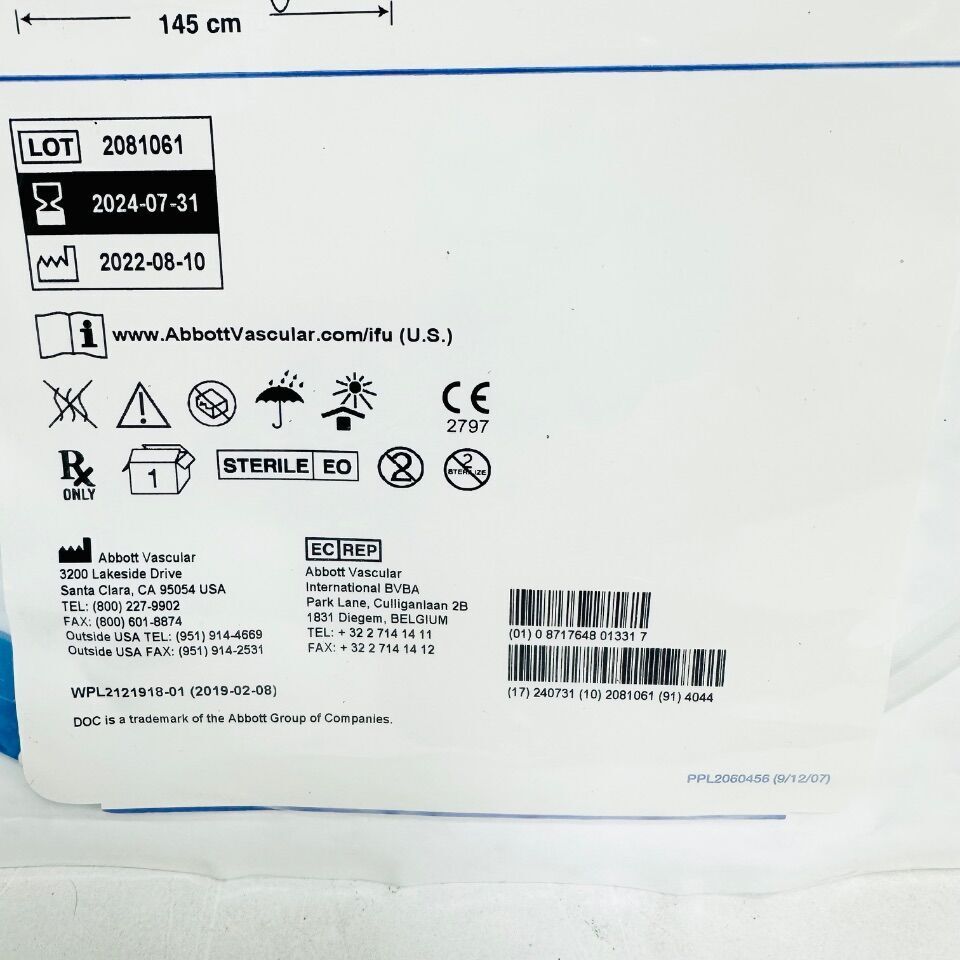 145 cm
LOT 2081061
2024-07-31
2022-08-10
www.AbbottVascular.com/ifu (U.S.)
CE
2797
Rx
ONLY
1
STERILE EO
2
2
STERILIZE
Abbott Vascular
3200 Lakeside Drive
Santa Clara, CA 95054 USA
TEL: (800) 227-9902
FAX: (800) 601-8874
Outside USA TEL: (951) 914-4669
Outside USA FAX: (951) 914-2531
EC REP
Abbott Vascular
International BVBA
Park Lane, Culliganlaan 2B
1831 Diegem, BELGIUM
TEL: + 32 2 714 14 11
FAX: + 32 2 714 14 12
(01) 0 8717648 01331 7
(17) 240731 (10) 2081061 (91) 4044
WPL2121918-01 (2019-02-08)
DOC is a trademark of the Abbott Group of Companies.
PPL2060456 (9/12/07)